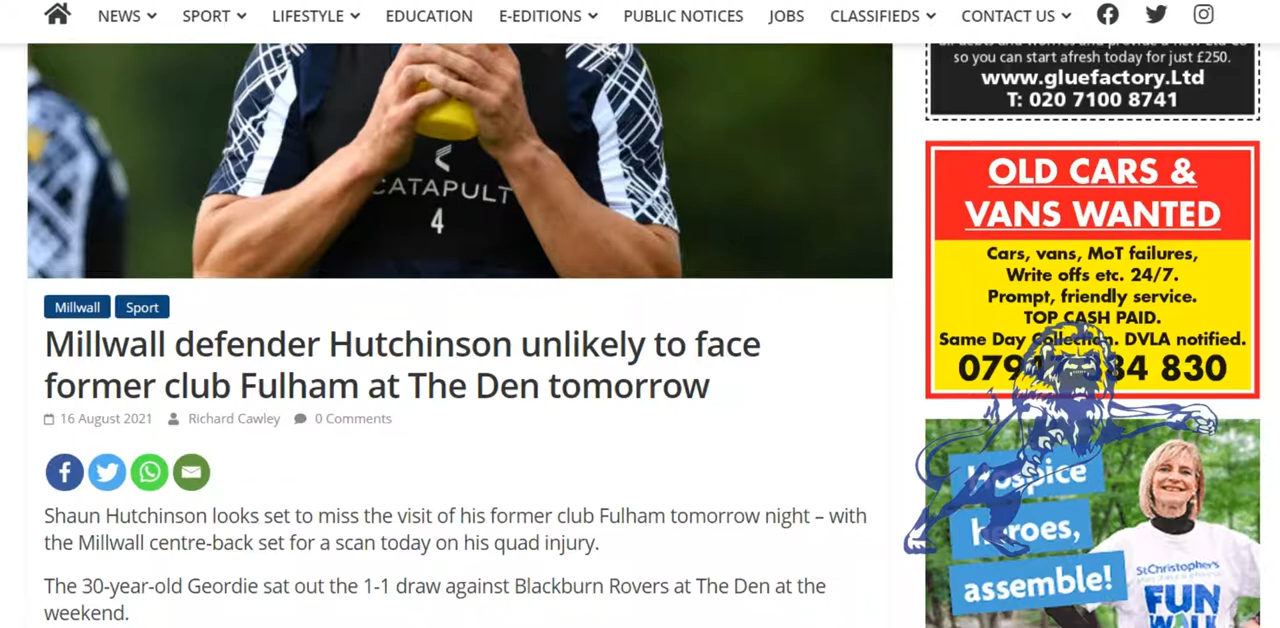 NEWS SPORT LIFESTYLE EDUCATION E-EDITIONS PUBLIC NOTICES JOBS CLASSIFIEDS CONTACT US
CATAPULT
4
Millwall Sport
Millwall defender Hutchinson unlikely to face
former club Fulham at The Den tomorrow
16 August 2021 Richard Cawley 0 Comments
Shaun Hutchinson looks set to miss the visit of his former club Fulham tomorrow night – with
the Millwall centre-back set for a scan today on his quad injury.
The 30-year-old Geordie sat out the 1-1 draw against Blackburn Rovers at The Den at the
weekend.
so you can start afresh today for just £250.
www.gluefactory.Ltd
T: 020 7100 8741
OLD CARS &
VANS WANTED
Cars, vans, MoT failures,
Write offs etc. 24/7.
Prompt, friendly service.
TOP CASH PAID.
Same Day Collection. DVLA notified.
830
Hospice
heroes,
assemble!
StChristopher's
FUN
WALK